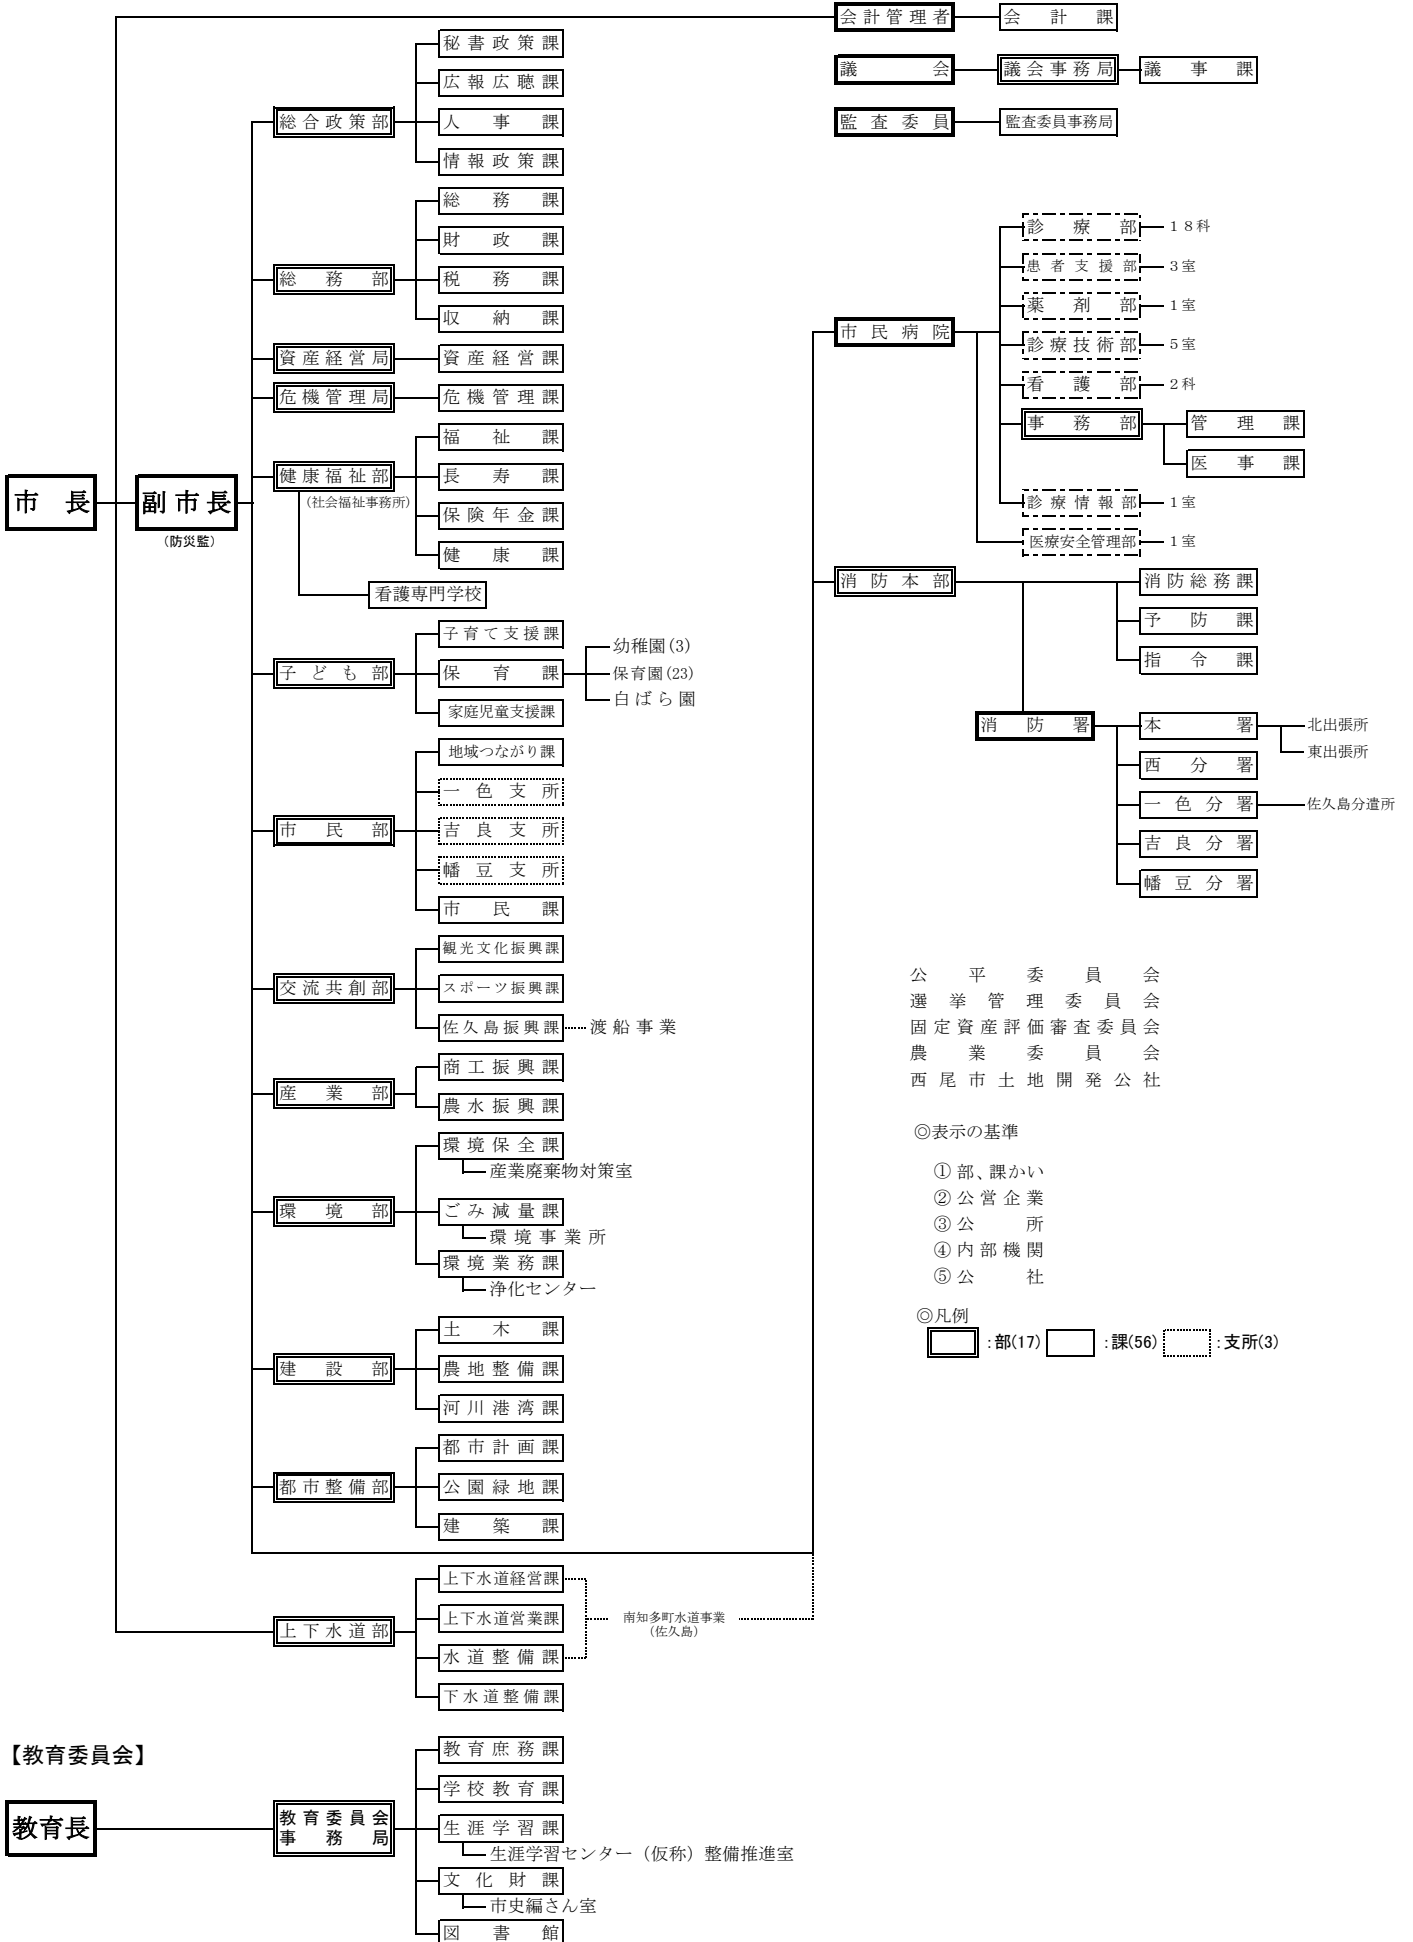 会計管理者
会計課
秘書政策課
議会
議会事務局
議事課
広報広聴課
総合政策部
人事課
監査委員
監査委員事務局
情報政策課
総務課
財政課
総務部
税務課
収納課
資産経営局
資産経営課
危機管理局
危機管理課
福祉課
健康福祉部
(社会福祉事務所)
長寿課
保険年金課
健康課
看護専門学校
市長
副市長
(防災監)
子育て支援課
子ども部
保育課
幼稚園(3)
保育園(23)
白ばら園
家庭児童支援課
地域つながり課
一色支所
市民部
吉良支所
幡豆支所
市民課
観光文化振興課
交流共創部
スポーツ振興課
佐久島振興課
渡船事業
商工振興課
産業部
農水振興課
環境保全課
産業廃棄物対策室
環境部
ごみ減量課
環境事業所
環境業務課
浄化センター
土木課
建設部
農地整備課
河川港湾課
都市計画課
都市整備部
公園緑地課
建築課
上下水道経営課
上下水道営業課
上下水道部
水道整備課
下水道整備課
南知多町水道事業
(佐久島)
診療部
18科
患者支援部
3室
薬剤部
1室
市民病院
診療技術部
5室
看護部
2科
事務部
管理課
医事課
診療情報部
1室
医療安全管理部
1室
消防本部
消防総務課
予防課
指令課
消防署
本署
北出張所
東出張所
西分署
一色分署
佐久島分遣所
吉良分署
幡豆分署
公平委員会
選挙管理委員会
固定資産評価審査委員会
農業委員会
西尾市土地開発公社
◎表示の基準
①部、課かい
②公営企業
③公所
④内部機関
⑤公社
◎凡例
:部(17) :課(56) :支所(3)
【教育委員会】
教育長
教育委員会
事務局
教育庶務課
学校教育課
生涯学習課
生涯学習センター（仮称）整備推進室
文化財課
市史編さん室
図書館